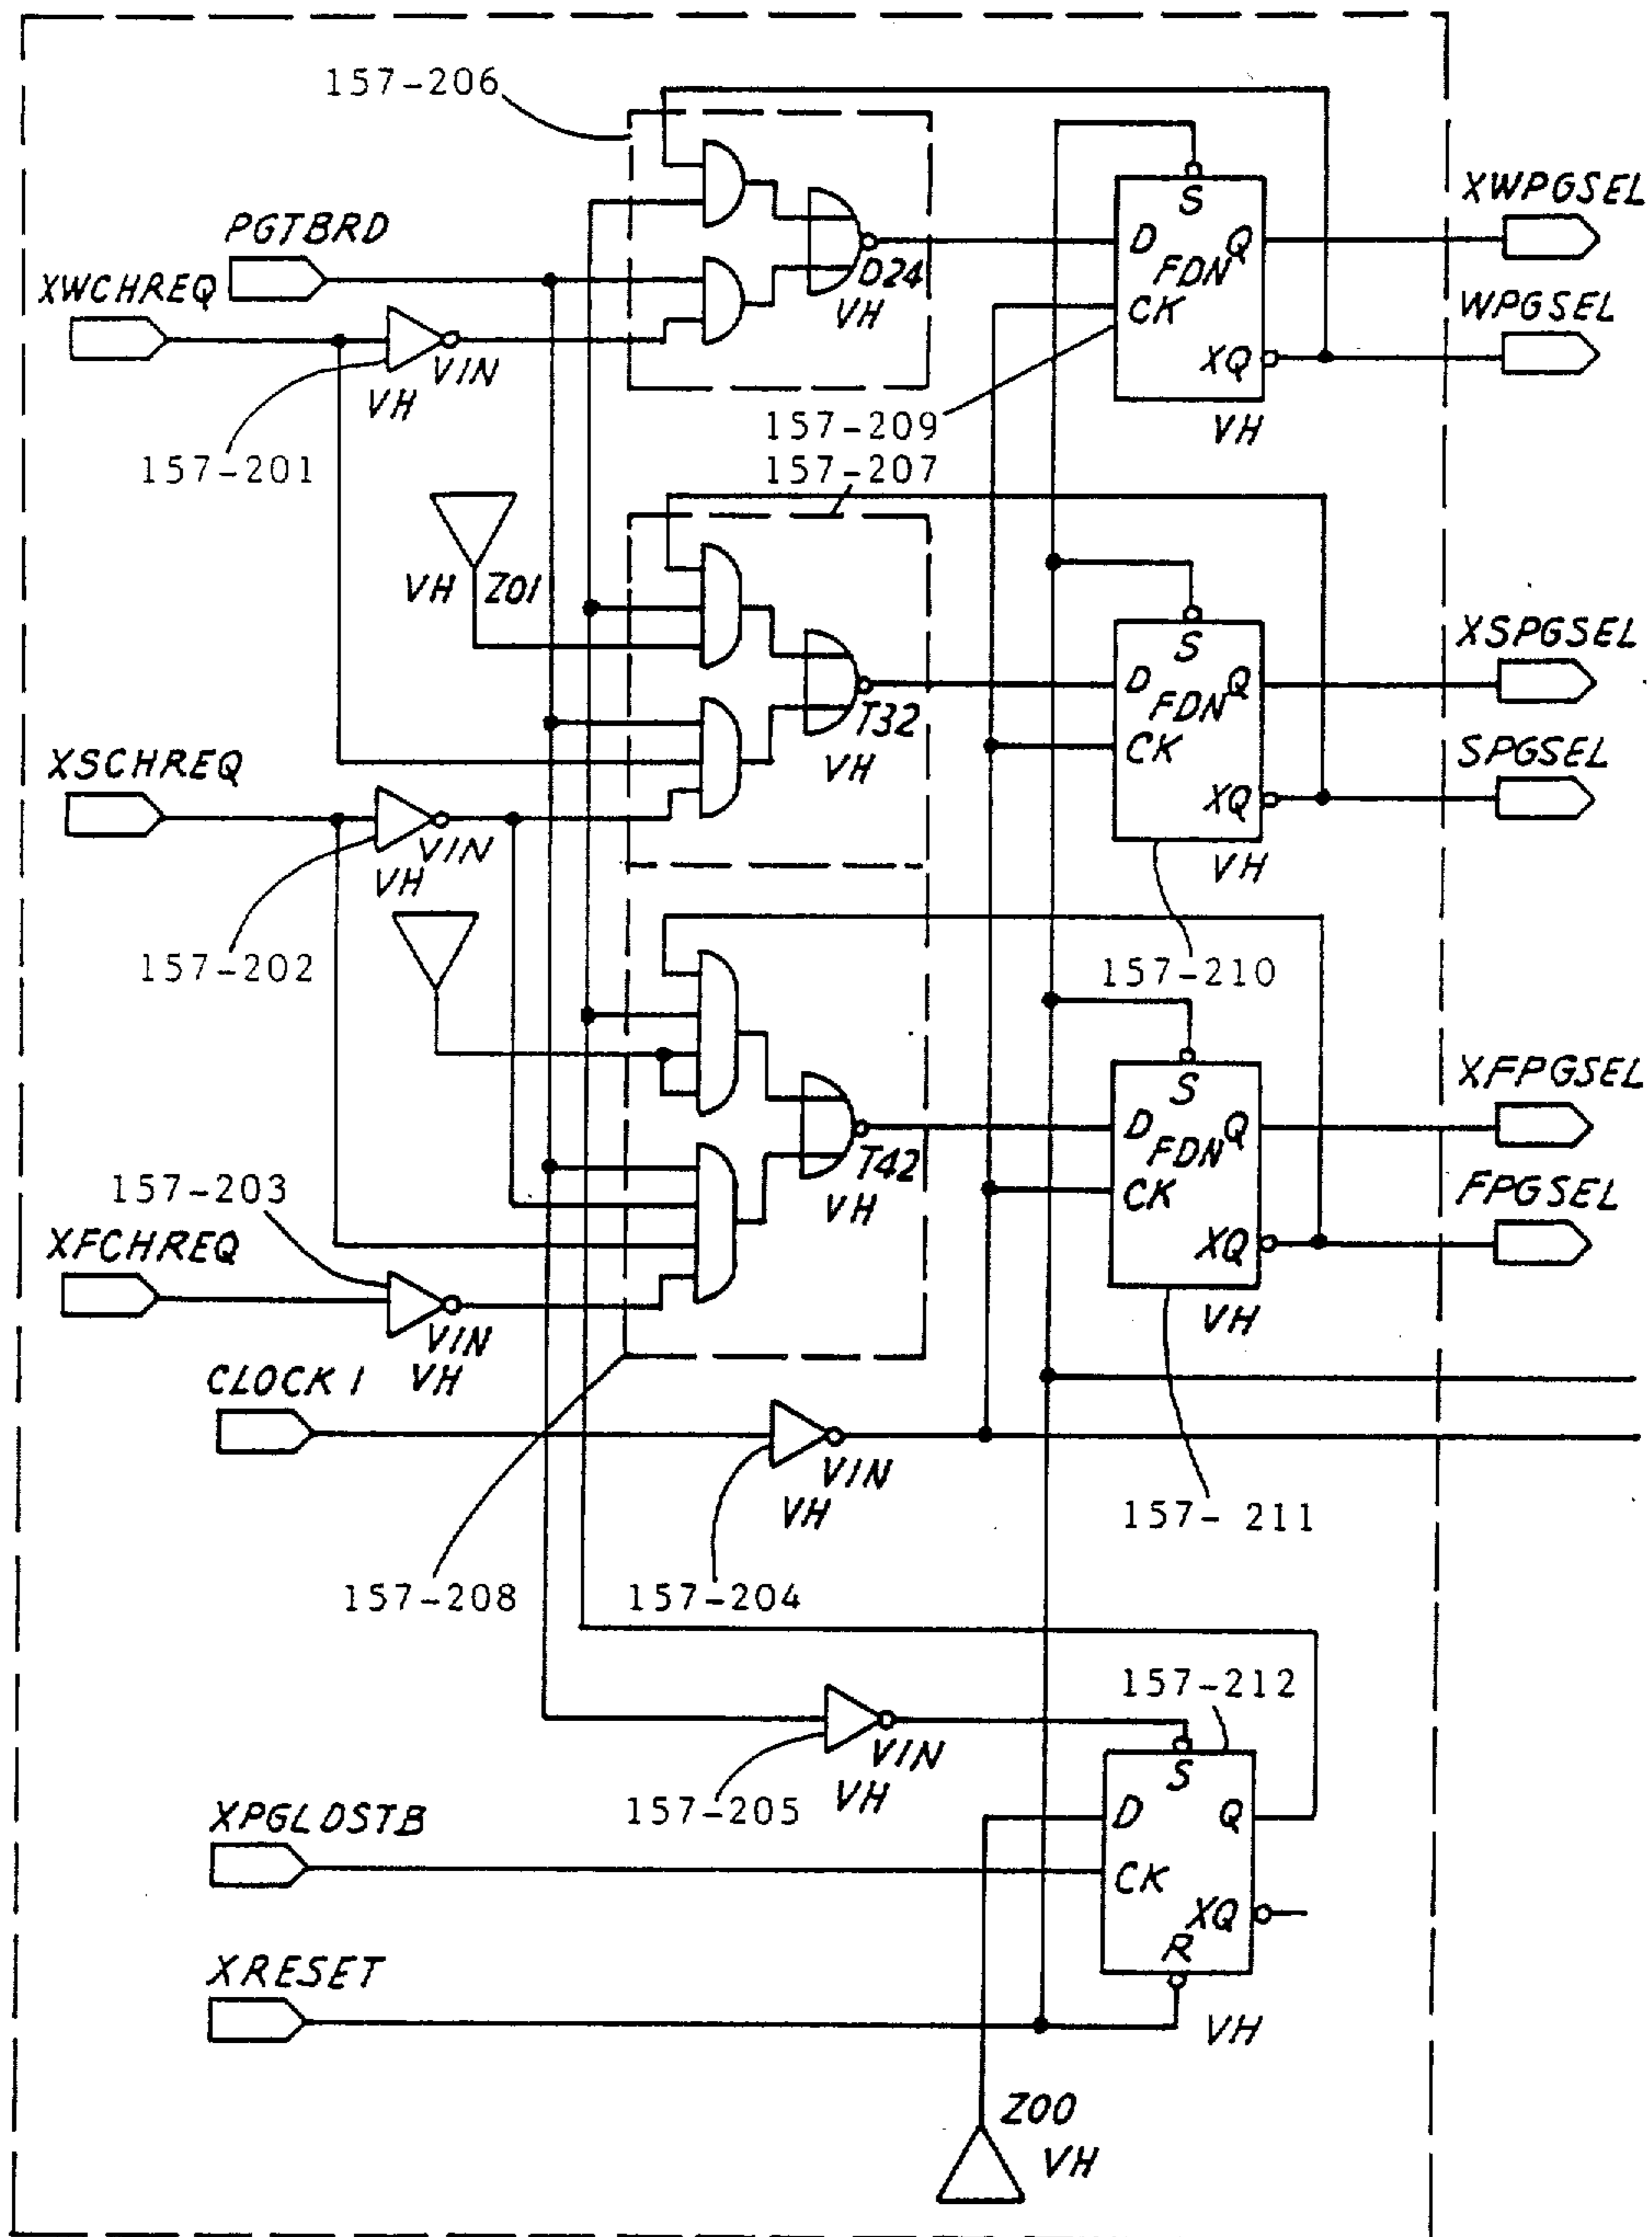 157-206
XWPGSEL
S
PGTBRD
D Q
FDN
D24
XWCHREQ
VH
CK
WPGSEL
VIN
XQ
VH
157-209
VH
157-201
157-207
VH Z01
XSPGSEL
S
D Q
FDN
T32
CK
SPGSEL
XSCHREQ
VH
XQ
VIN
VH
VH
157-202
157-210
XFPGSEL
S
D Q
FDN
T42
157-203
CK
FPGSEL
VH
XFCHREQ
XQ
VIN
VH
CLOCK 1 VH
VIN
VH
157- 211
157-208
157-204
157-212
VIN
S
VH
157-205
XPGLDSTB
D Q
CK
XQ
R
XRESET
VH
Z00
VH